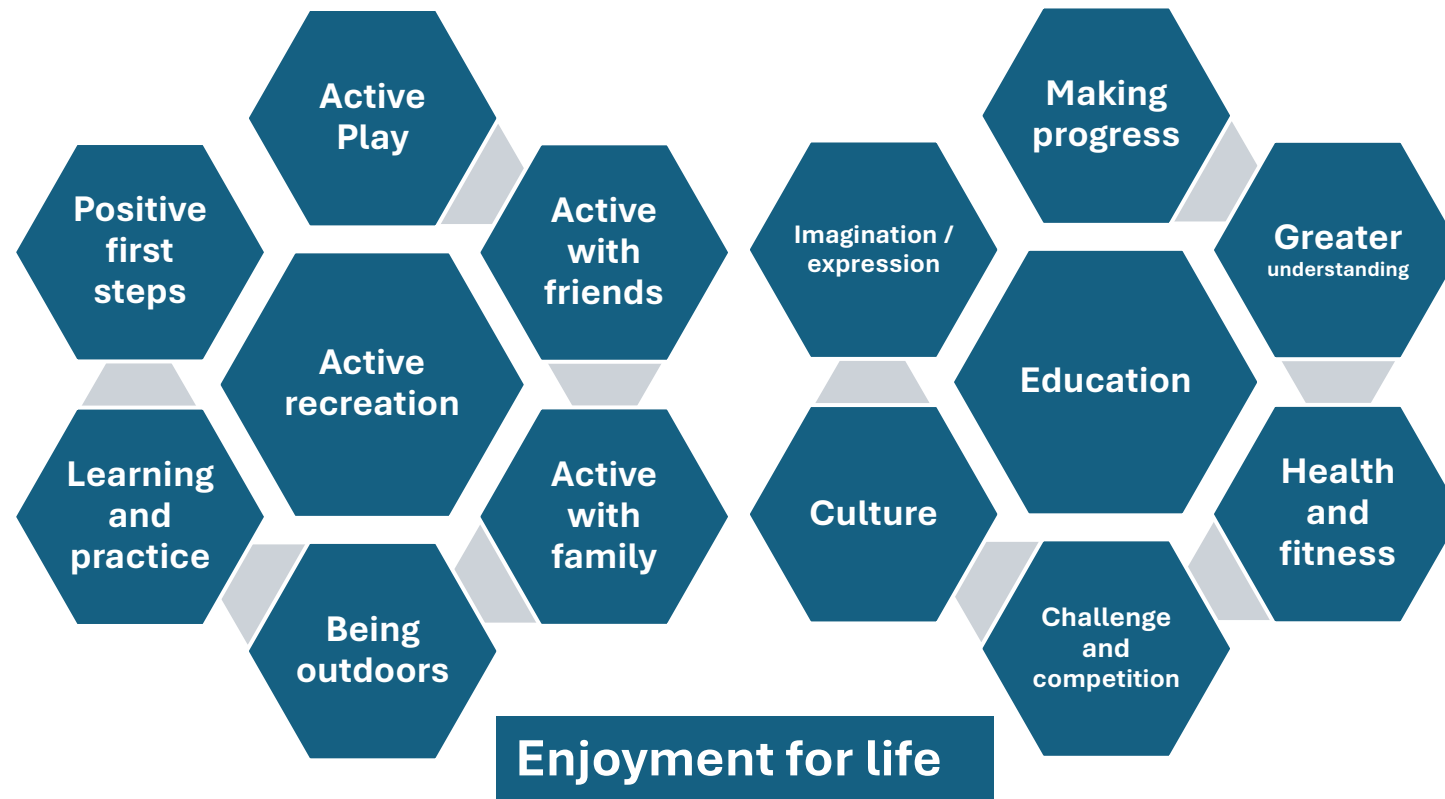 Active
Play
Positive
first
steps
Active
with
friends
Active
recreation
Learning
and
practice
Active
with
family
Being
outdoors
Making
progress
Imagination /
expression
Greater
understanding
Education
Culture
Health
and
fitness
Challenge
and
competition
Enjoyment for life